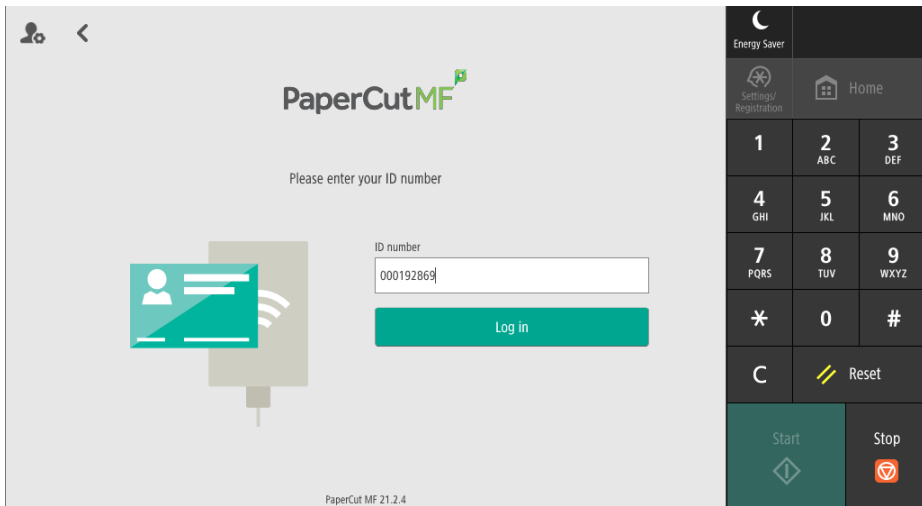 PaperCutMF
Please enter your ID number
ID number
000192869
Log in
PaperCut MF 21.2.4
Energy Saver
Settings/
Registration
Home
1
2
ABC
3
DEF
4
GHI
5
JKL
6
MNO
7
PQRS
8
TUV
9
WXYZ
*
0
#
C
Reset
Start
Stop